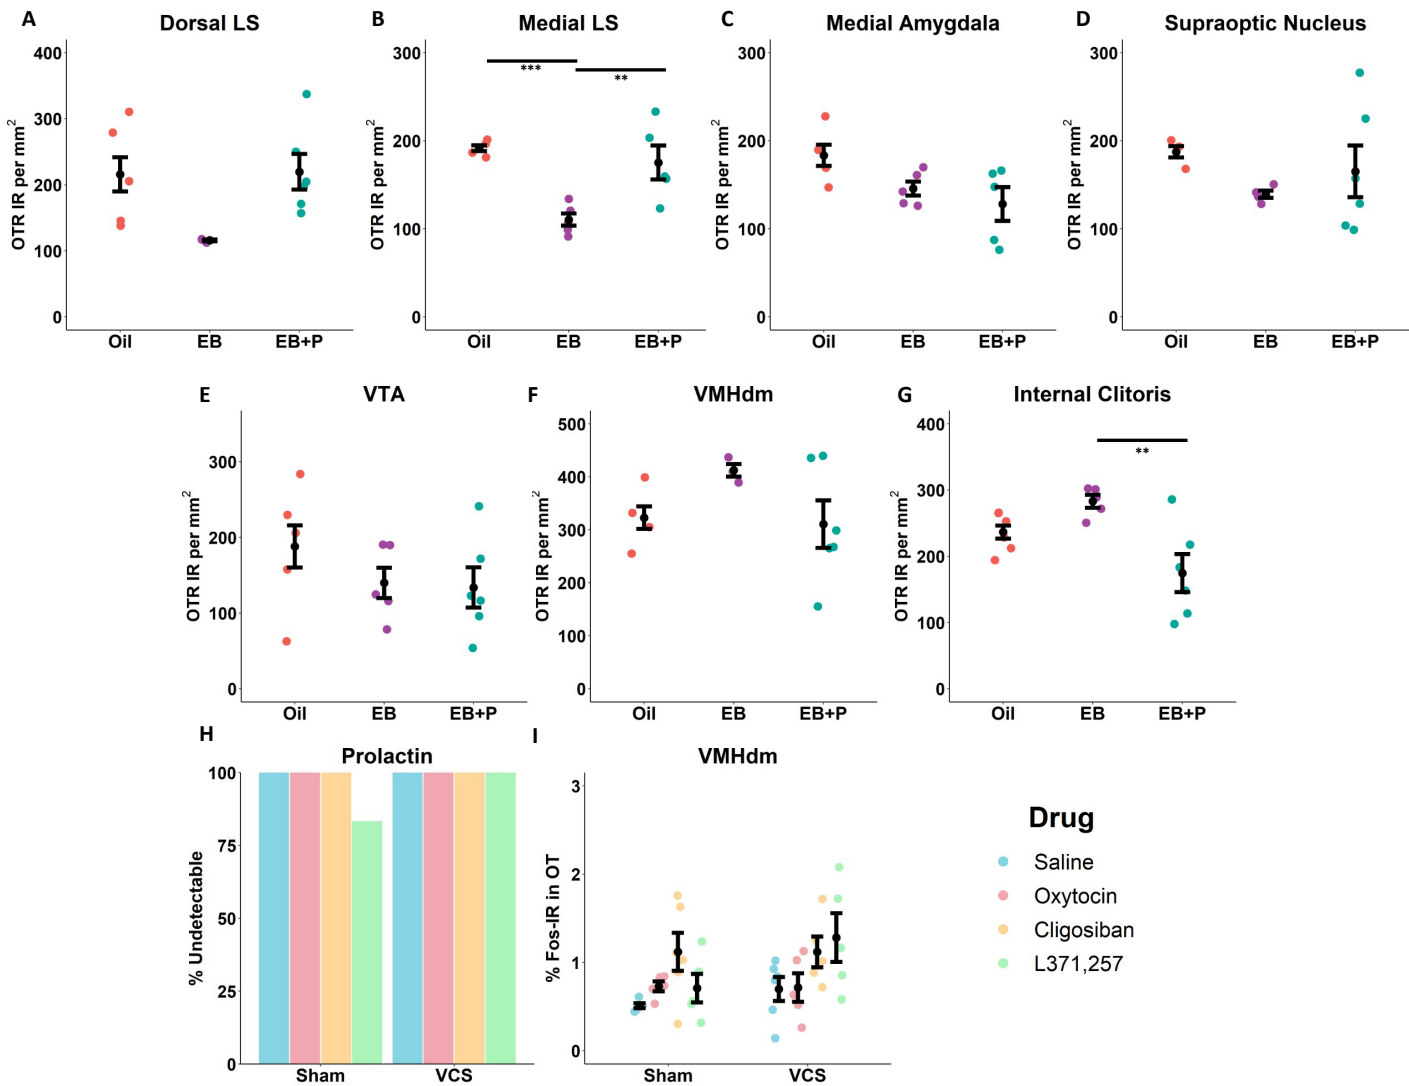 A Dorsal LS
B Medial LS
C Medial Amygdala
D Supraoptic Nucleus
OTR IR per mm²
400
300
200
100
0
Oil EB EB+P
OTR IR per mm²
300
200
100
0
*** **
Oil EB EB+P
OTR IR per mm²
300
200
100
0
Oil EB EB+P
OTR IR per mm²
300
200
100
0
Oil EB EB+P
E VTA
F VMHdm
G Internal Clitoris
OTR IR per mm²
300
200
100
0
Oil EB EB+P
OTR IR per mm²
500
400
300
200
100
0
Oil EB EB+P
OTR IR per mm²
400
300
200
100
0
**
Oil EB EB+P
H Prolactin
I VMHdm
% Undetectable
100
75
50
25
0
Sham VCS
% Fos-IR in OT
3
2
1
0
Sham VCS
Drug
Saline
Oxytocin
Cligosiban
L371,257